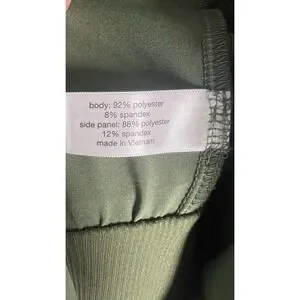 body: 92% polyester
8% spandex
side panel: 88% polyester
12% spandex
made in Vietnam